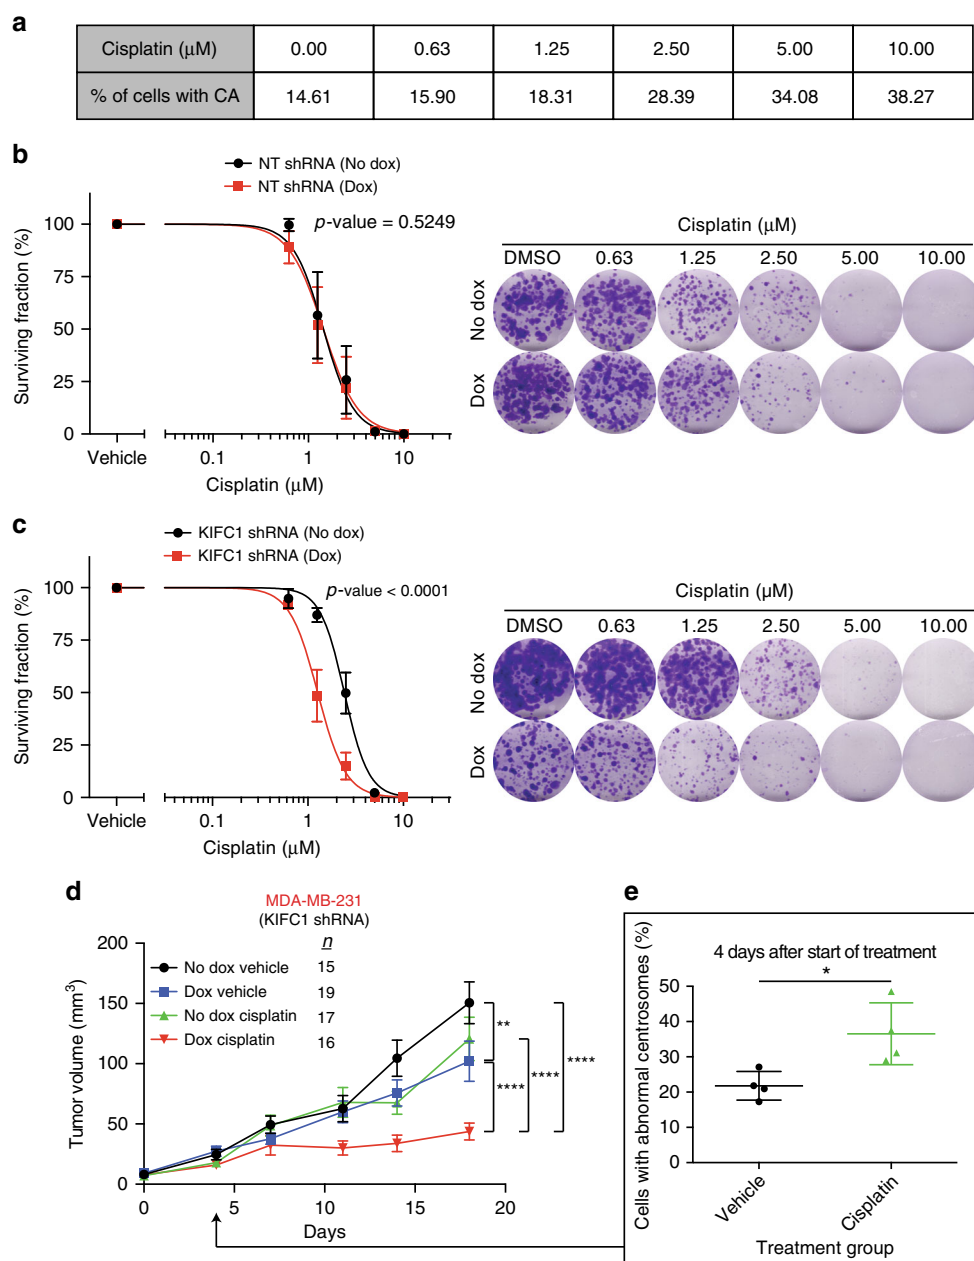 a
Cisplatin (μM) 0.00 0.63 1.25 2.50 5.00 10.00
% of cells with CA 14.61 15.90 18.31 28.39 34.08 38.27
b
NT shRNA (No dox)
NT shRNA (Dox)
p-value = 0.5249
Surviving fraction (%)
100
75
50
25
0
Vehicle 0.1 1 10
Cisplatin (μM)
Cisplatin (μM)
DMSO 0.63 1.25 2.50 5.00 10.00
No dox
Dox
c
KIFC1 shRNA (No dox)
KIFC1 shRNA (Dox)
p-value < 0.0001
Surviving fraction (%)
100
75
50
25
0
Vehicle 0.1 1 10
Cisplatin (μM)
Cisplatin (μM)
DMSO 0.63 1.25 2.50 5.00 10.00
No dox
Dox
d
MDA-MB-231
(KIFC1 shRNA)
n
No dox vehicle 15
Dox vehicle 19
No dox cisplatin 17
Dox cisplatin 16
Tumor volume (mm³)
200
150
100
50
0
0 5 10 15 20
Days
**
****
****
****
e
4 days after start of treatment
*
Cells with abnormal centrosomes (%)
50
40
30
20
10
0
Vehicle
Cisplatin
Treatment group